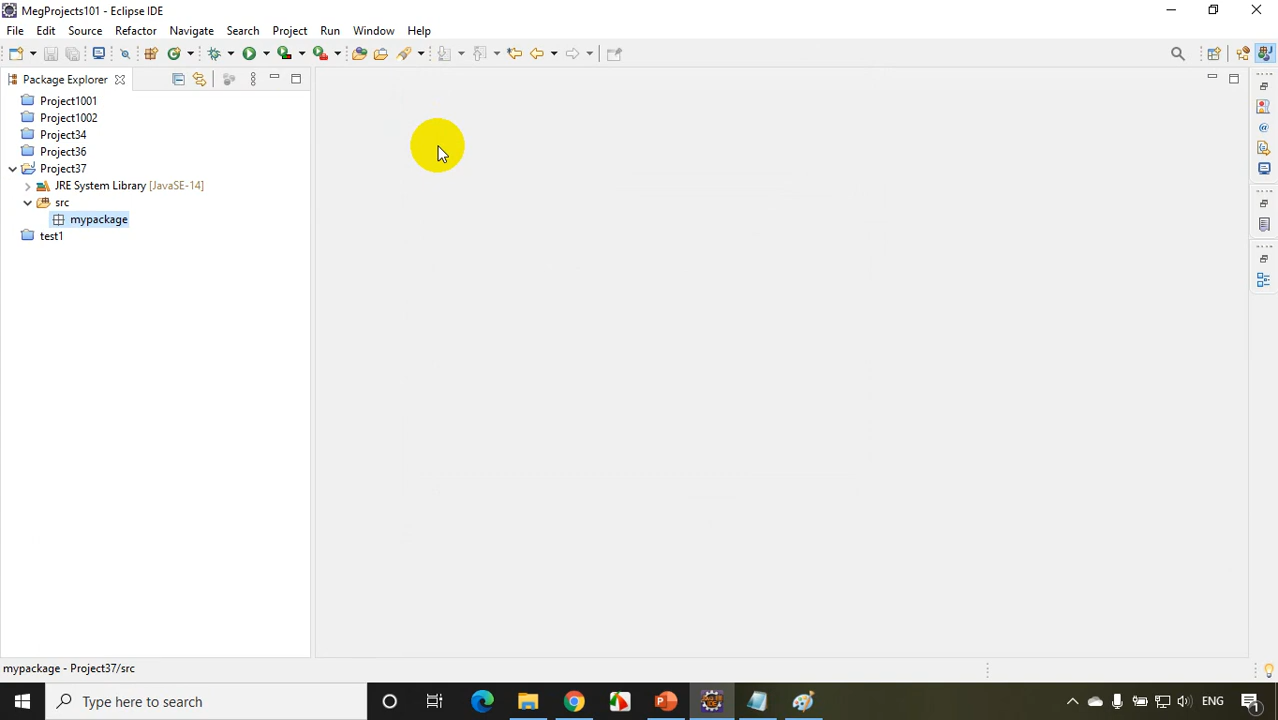 MegProjects101 - Eclipse IDE
File Edit Source Refactor Navigate Search Project Run Window Help
Package Explorer
Project1001
Project1002
Project34
Project36
Project37
JRE System Library [JavaSE-14]
src
mypackage
test1
mypackage - Project37/src
Type here to search
ENG
1